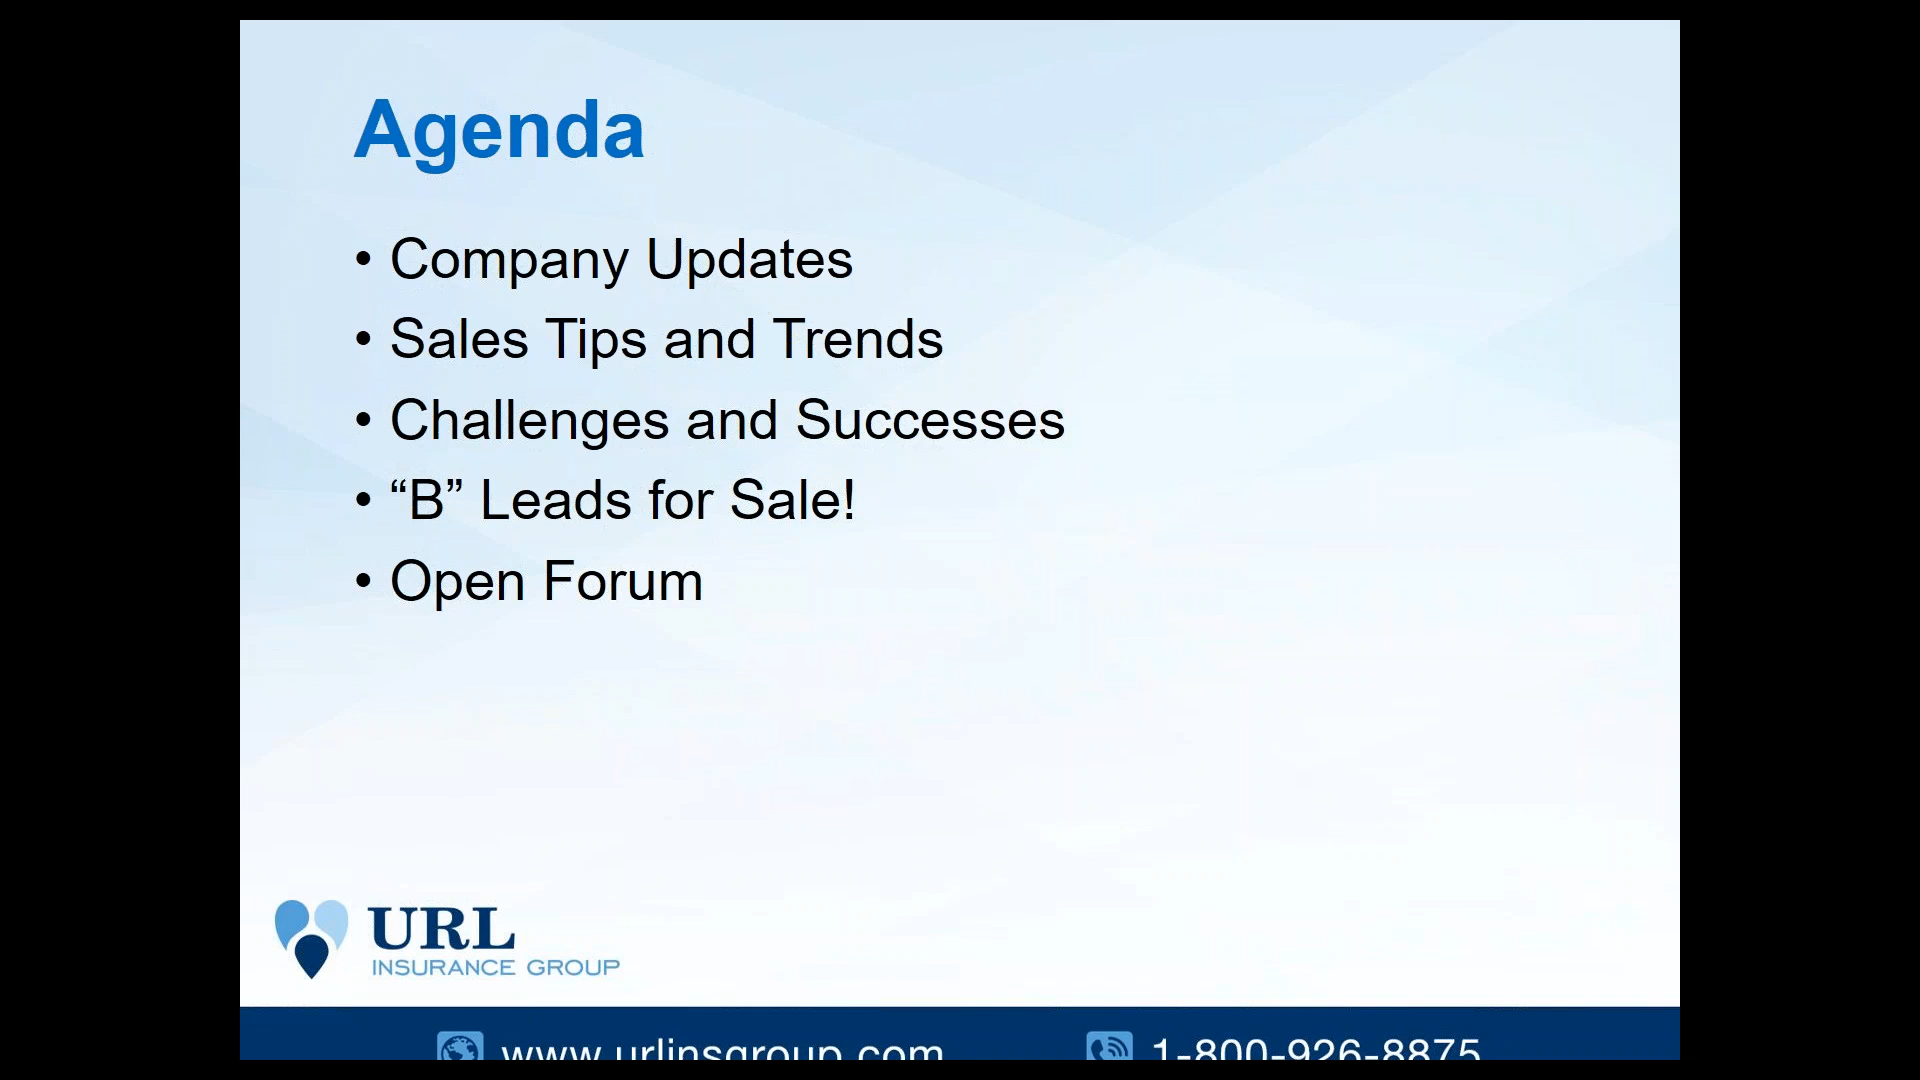 Agenda
• Company Updates
• Sales Tips and Trends
• Challenges and Successes
• “B” Leads for Sale!
• Open Forum
URL
INSURANCE GROUP
www.urlinsgroup.com
1-800-926-8875